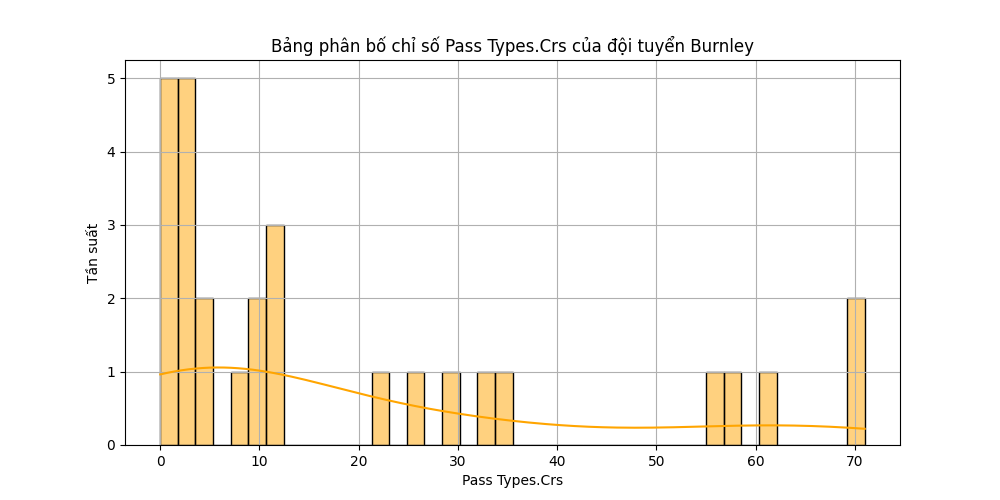 Bảng phân bố chỉ số Pass Types.Crs của đội tuyển Burnley
Tần suất
5
4
3
2
1
0
0 10 20 30 40 50 60 70
Pass Types.Crs